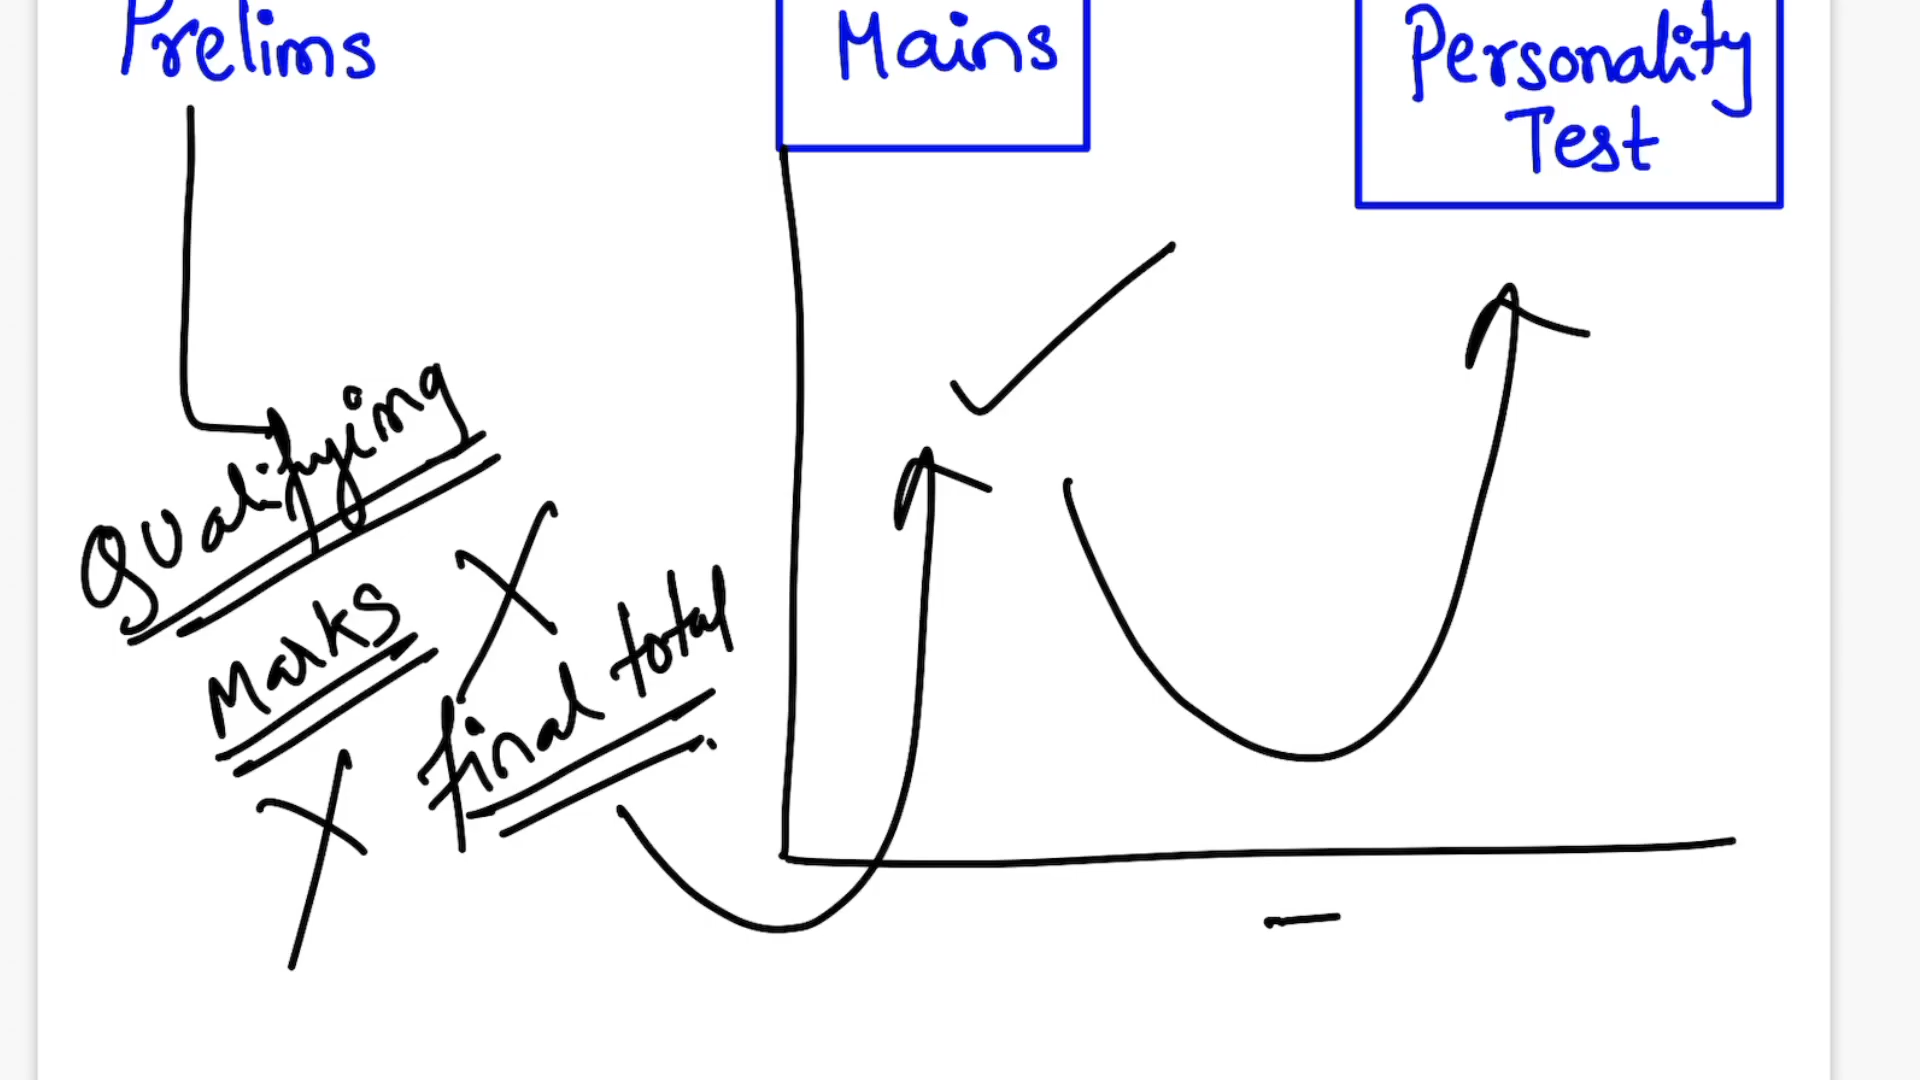 Prelims
Mains
Personality
Test
Qualifying
Marks
final total